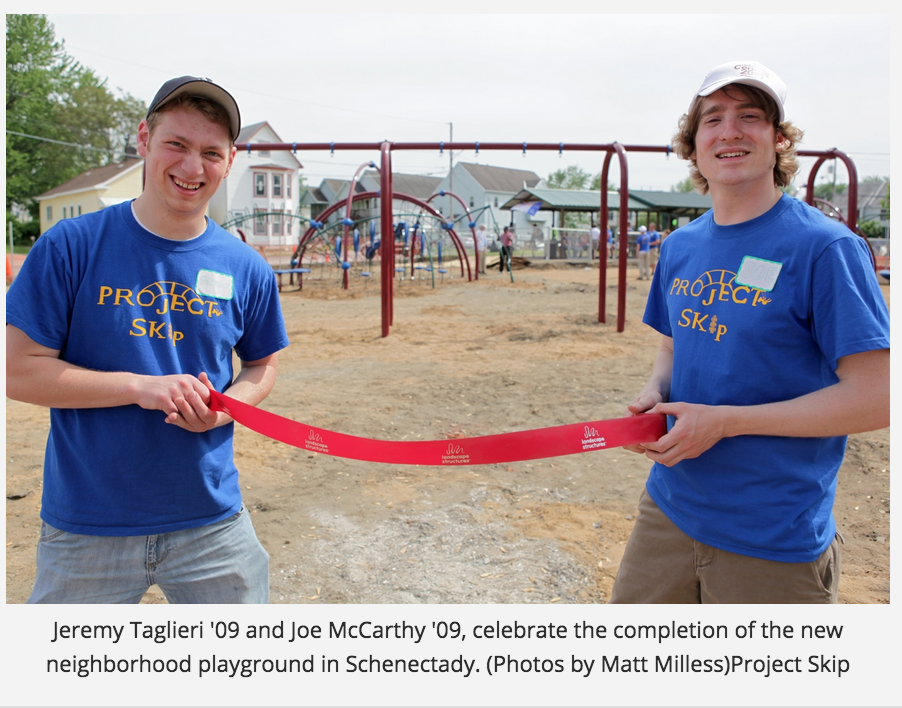 PROJECT
SKIP
PROJECT
SKIP
landscape
structures
landscape
structures
landscape
structures
Jeremy Taglieri '09 and Joe McCarthy '09, celebrate the completion of the new
neighborhood playground in Schenectady. (Photos by Matt Milless)Project Skip